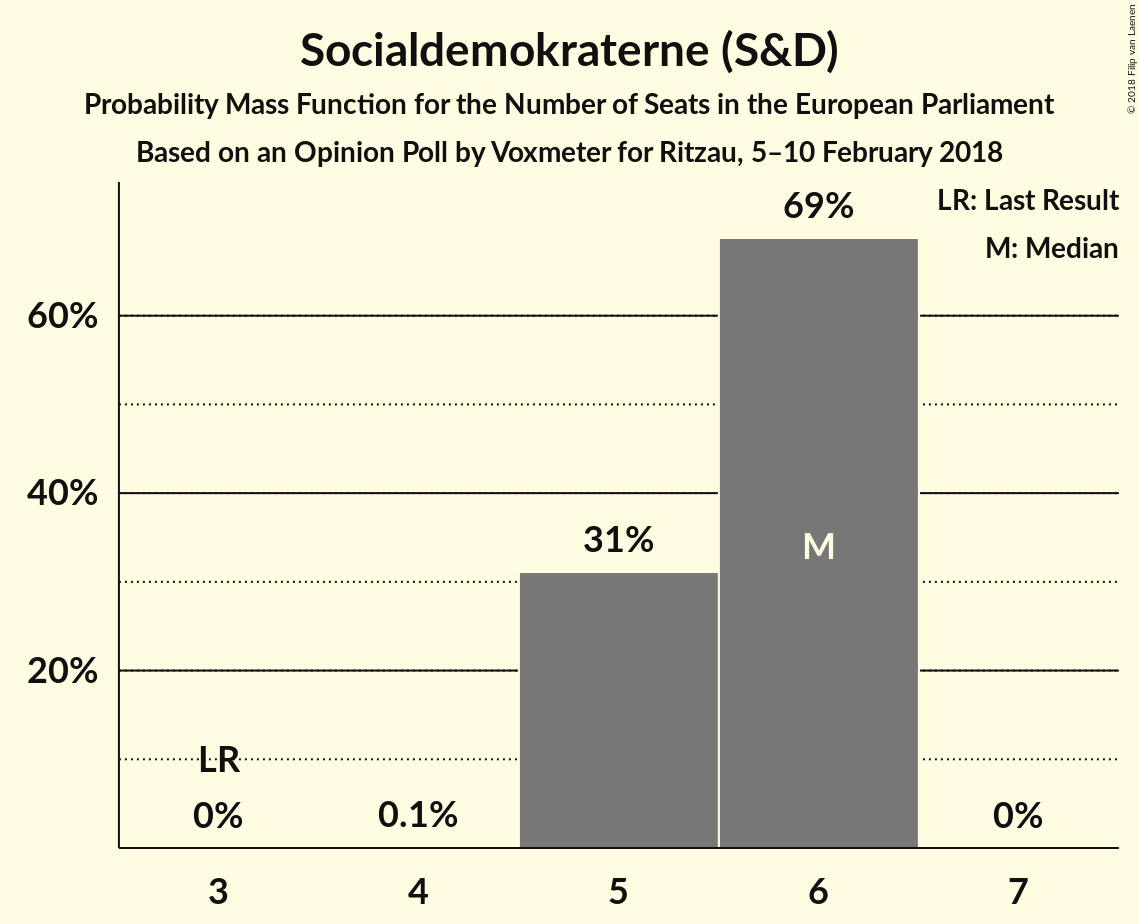 Socialdemokraterne (S&D)
Probability Mass Function for the Number of Seats in the European Parliament
Based on an Opinion Poll by Voxmeter for Ritzau, 5–10 February 2018
© 2018 Filip van Laenen
LR: Last Result
M: Median
69%
60%
40%
31%
M
20%
LR
0%
0.1%
0%
3
4
5
6
7